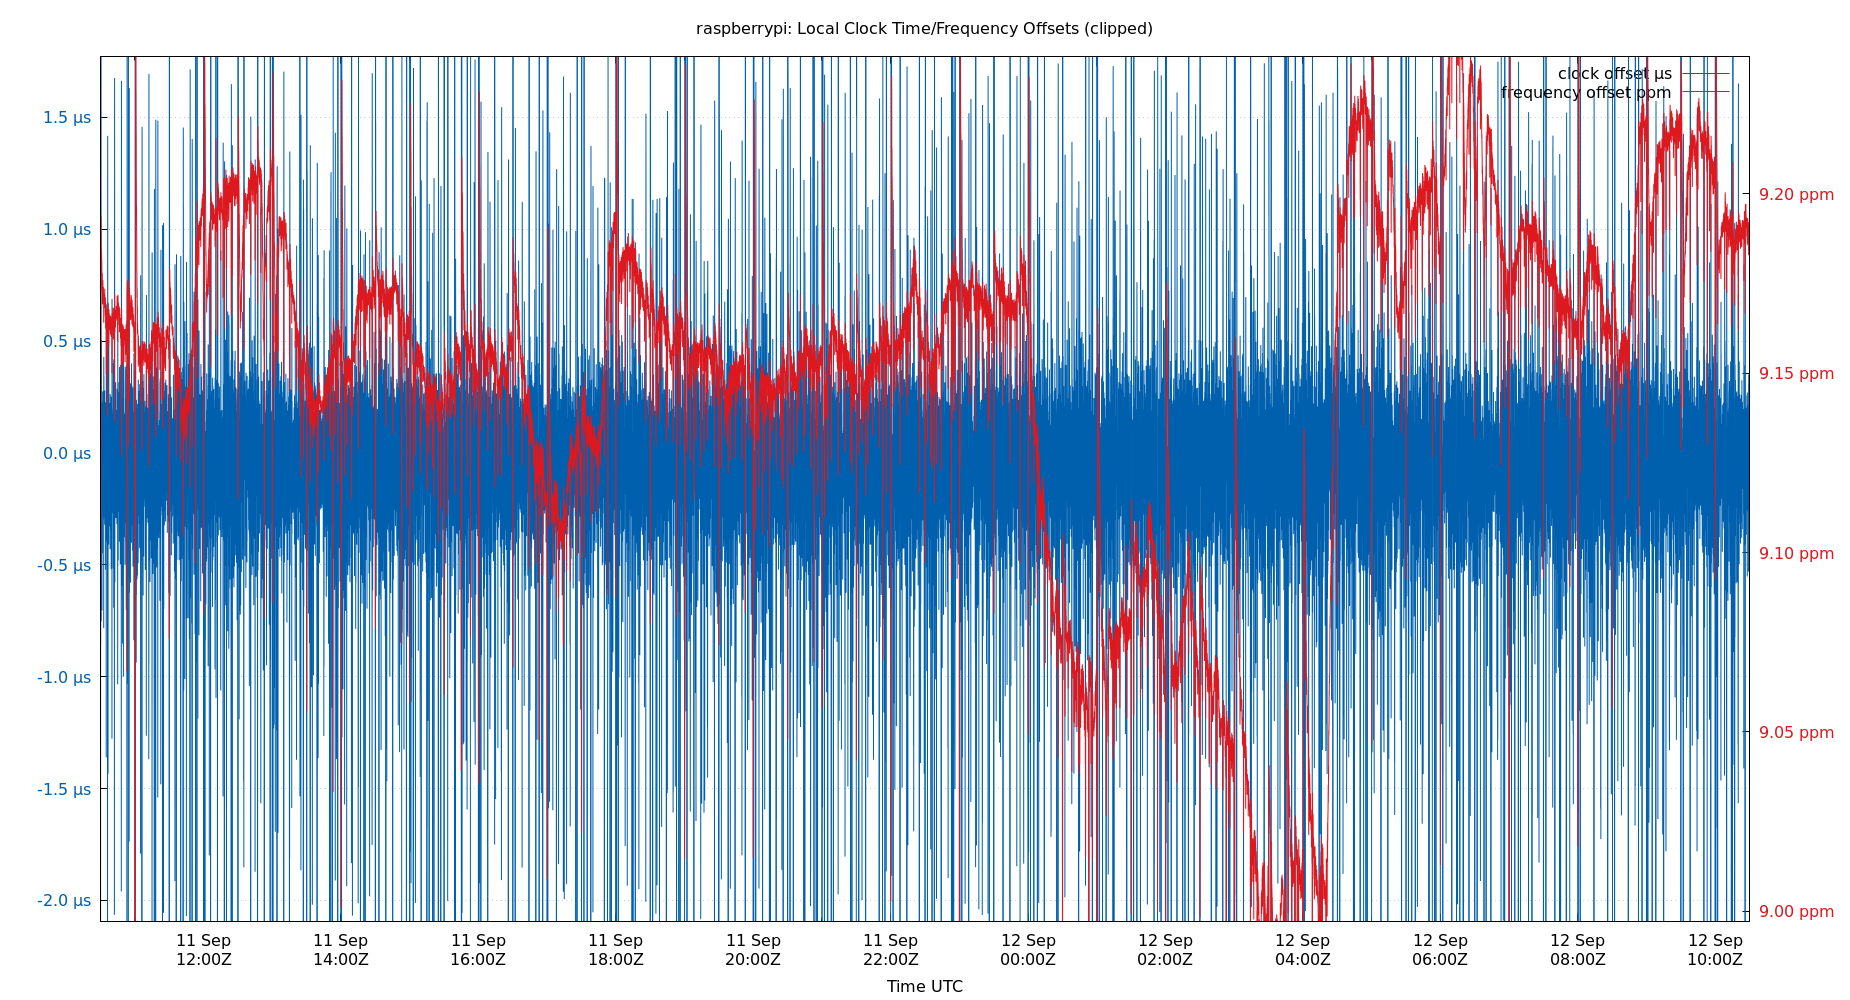 raspberrypi: Local Clock Time/Frequency Offsets (clipped)
clock offset µs
frequency offset ppm
1.5 µs
1.0 µs
0.5 µs
0.0 µs
-0.5 µs
-1.0 µs
-1.5 µs
-2.0 µs
9.20 ppm
9.15 ppm
9.10 ppm
9.05 ppm
9.00 ppm
11 Sep
12:00Z
11 Sep
14:00Z
11 Sep
16:00Z
11 Sep
18:00Z
11 Sep
20:00Z
11 Sep
22:00Z
12 Sep
00:00Z
12 Sep
02:00Z
12 Sep
04:00Z
12 Sep
06:00Z
12 Sep
08:00Z
12 Sep
10:00Z
Time UTC